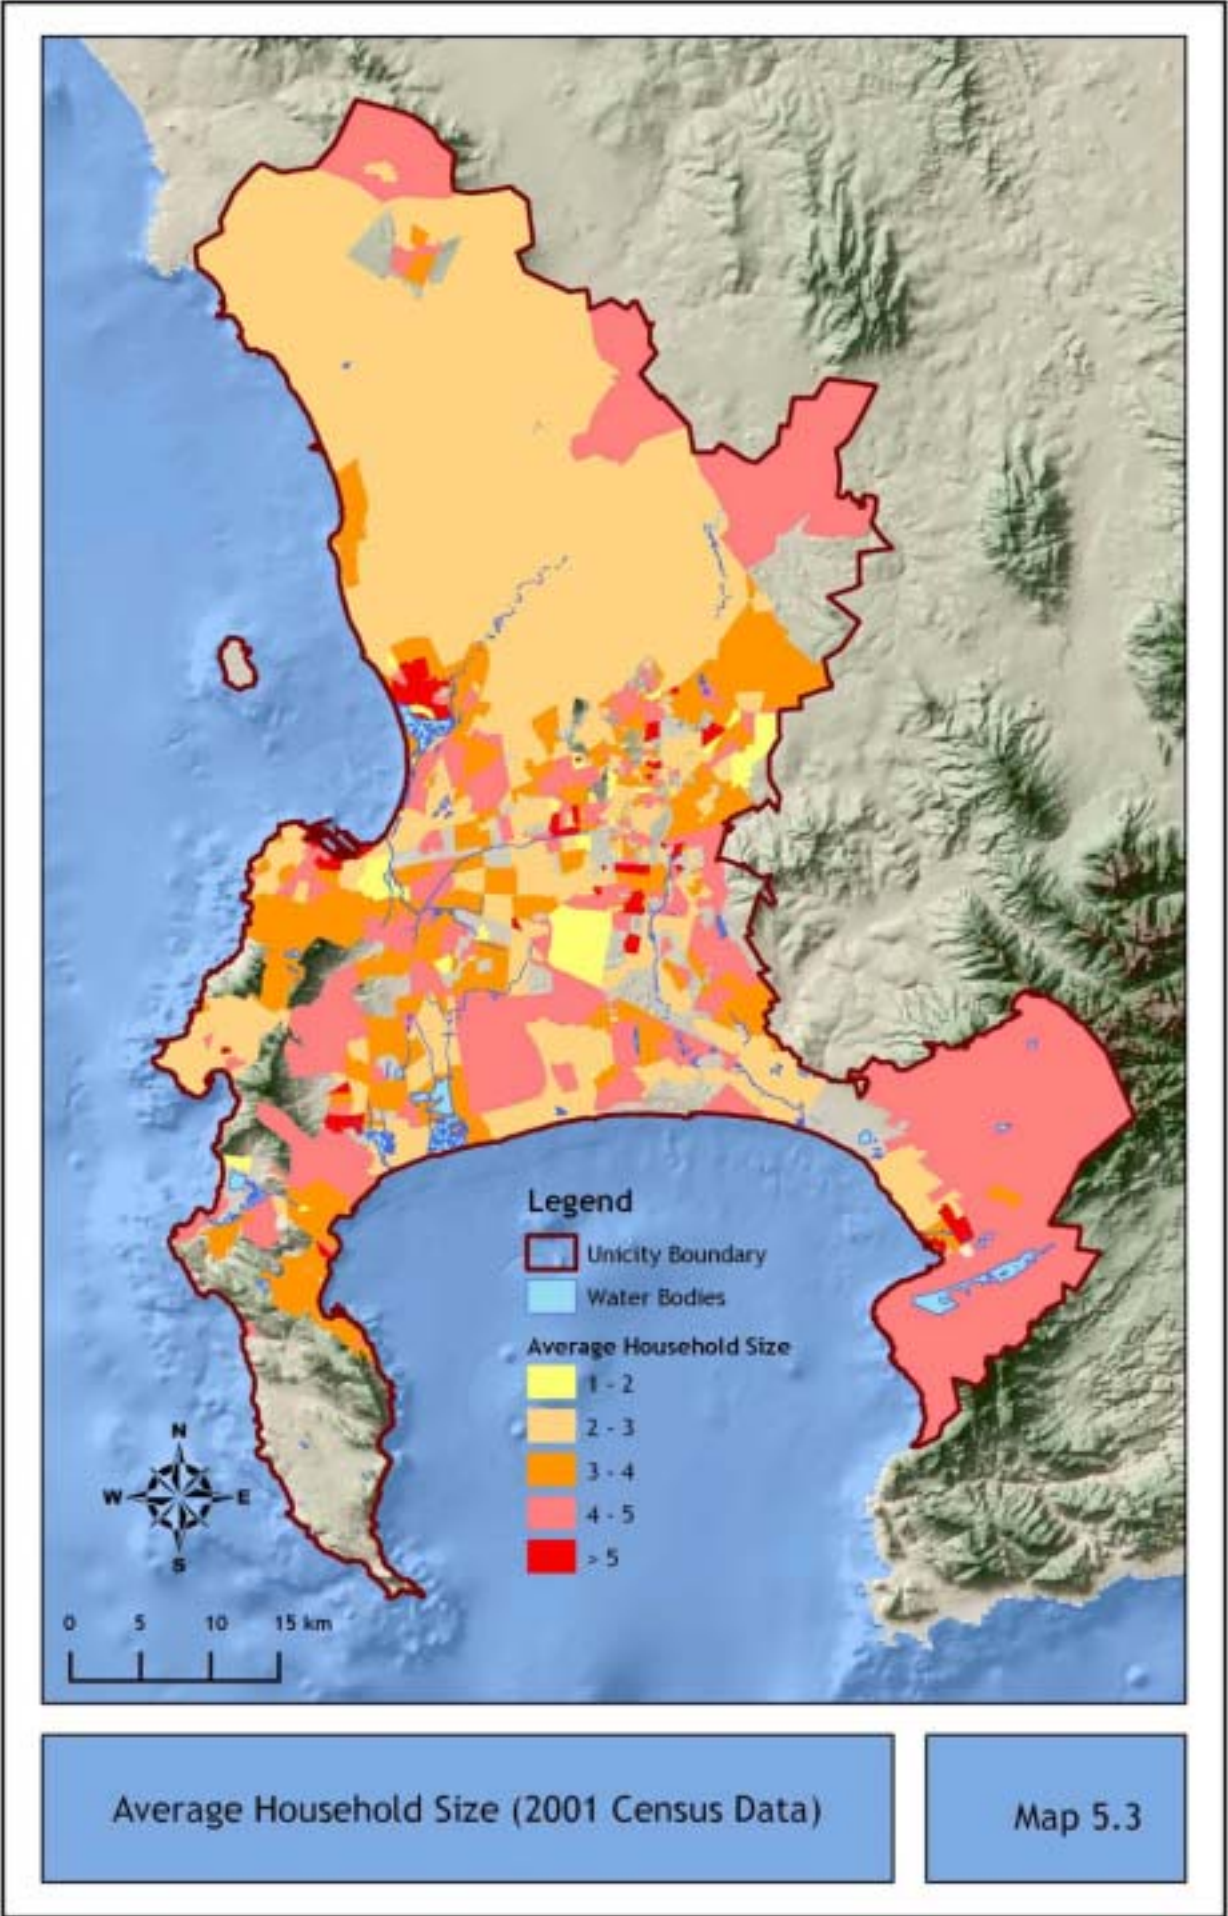 Legend
Unicity Boundary
Water Bodies
Average Household Size
1 - 2
2 - 3
3 - 4
4 - 5
> 5
N
W E
S
0 5 10 15 km
Average Household Size (2001 Census Data)
Map 5.3